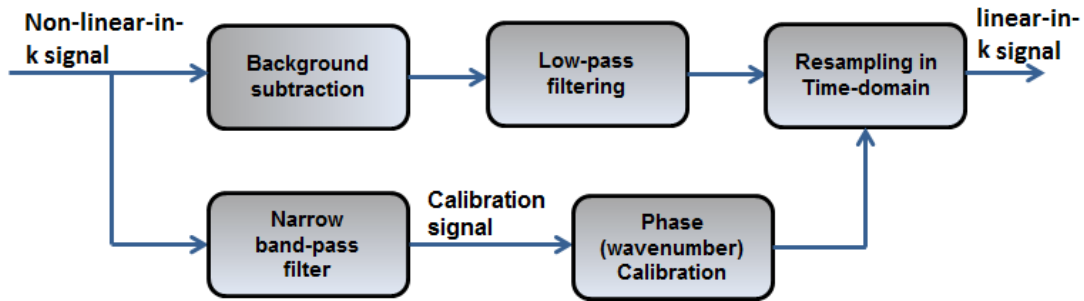 Non-linear-in-
k signal
Background
subtraction
Low-pass
filtering
Resampling in
Time-domain
linear-in-
k signal
Narrow
band-pass
filter
Calibration
signal
Phase
(wavenumber)
Calibration